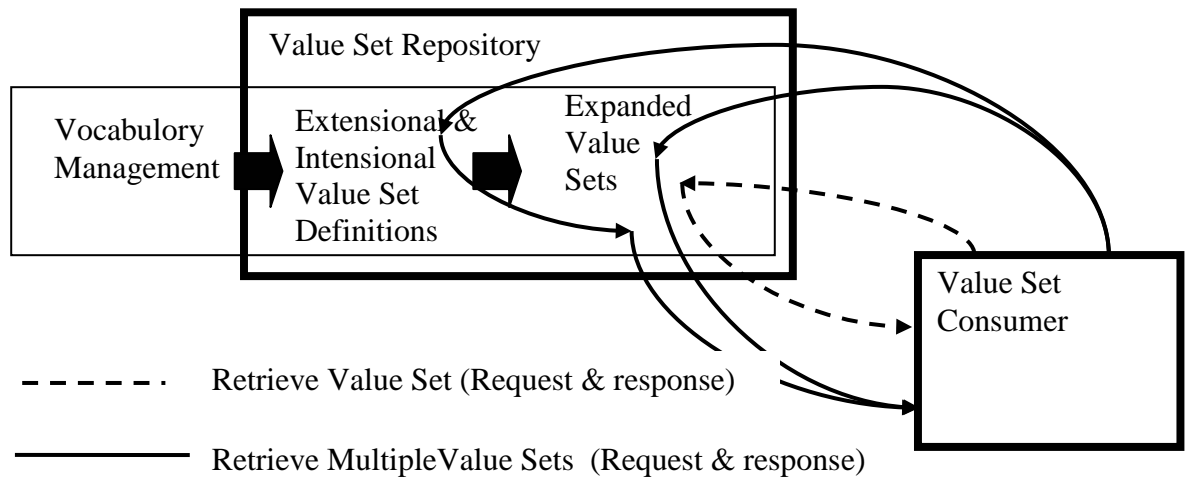 Value Set Repository
Vocabulory
Management
Extensional &
Intensional
Value Set
Definitions
Expanded
Value
Sets
Value Set
Consumer
Retrieve Value Set (Request & response)
Retrieve MultipleValue Sets (Request & response)